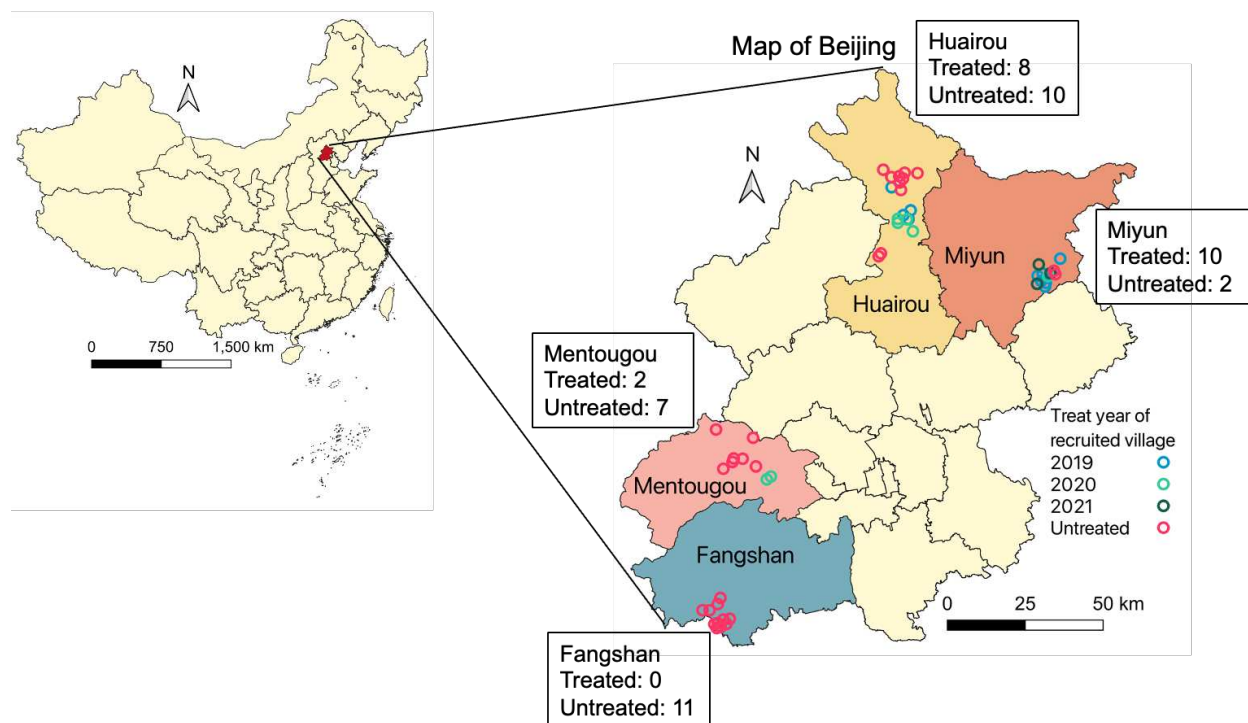 Map of Beijing
Huairou
Treated: 8
Untreated: 10
N
N
Miyun
Miyun
Treated: 10
Untreated: 2
Huairou
0 750 1,500 km
Mentougou
Treated: 2
Untreated: 7
Treat year of
recruited village
2019
2020
2021
Untreated
Mentougou
Fangshan
0 25 50 km
Fangshan
Treated: 0
Untreated: 11